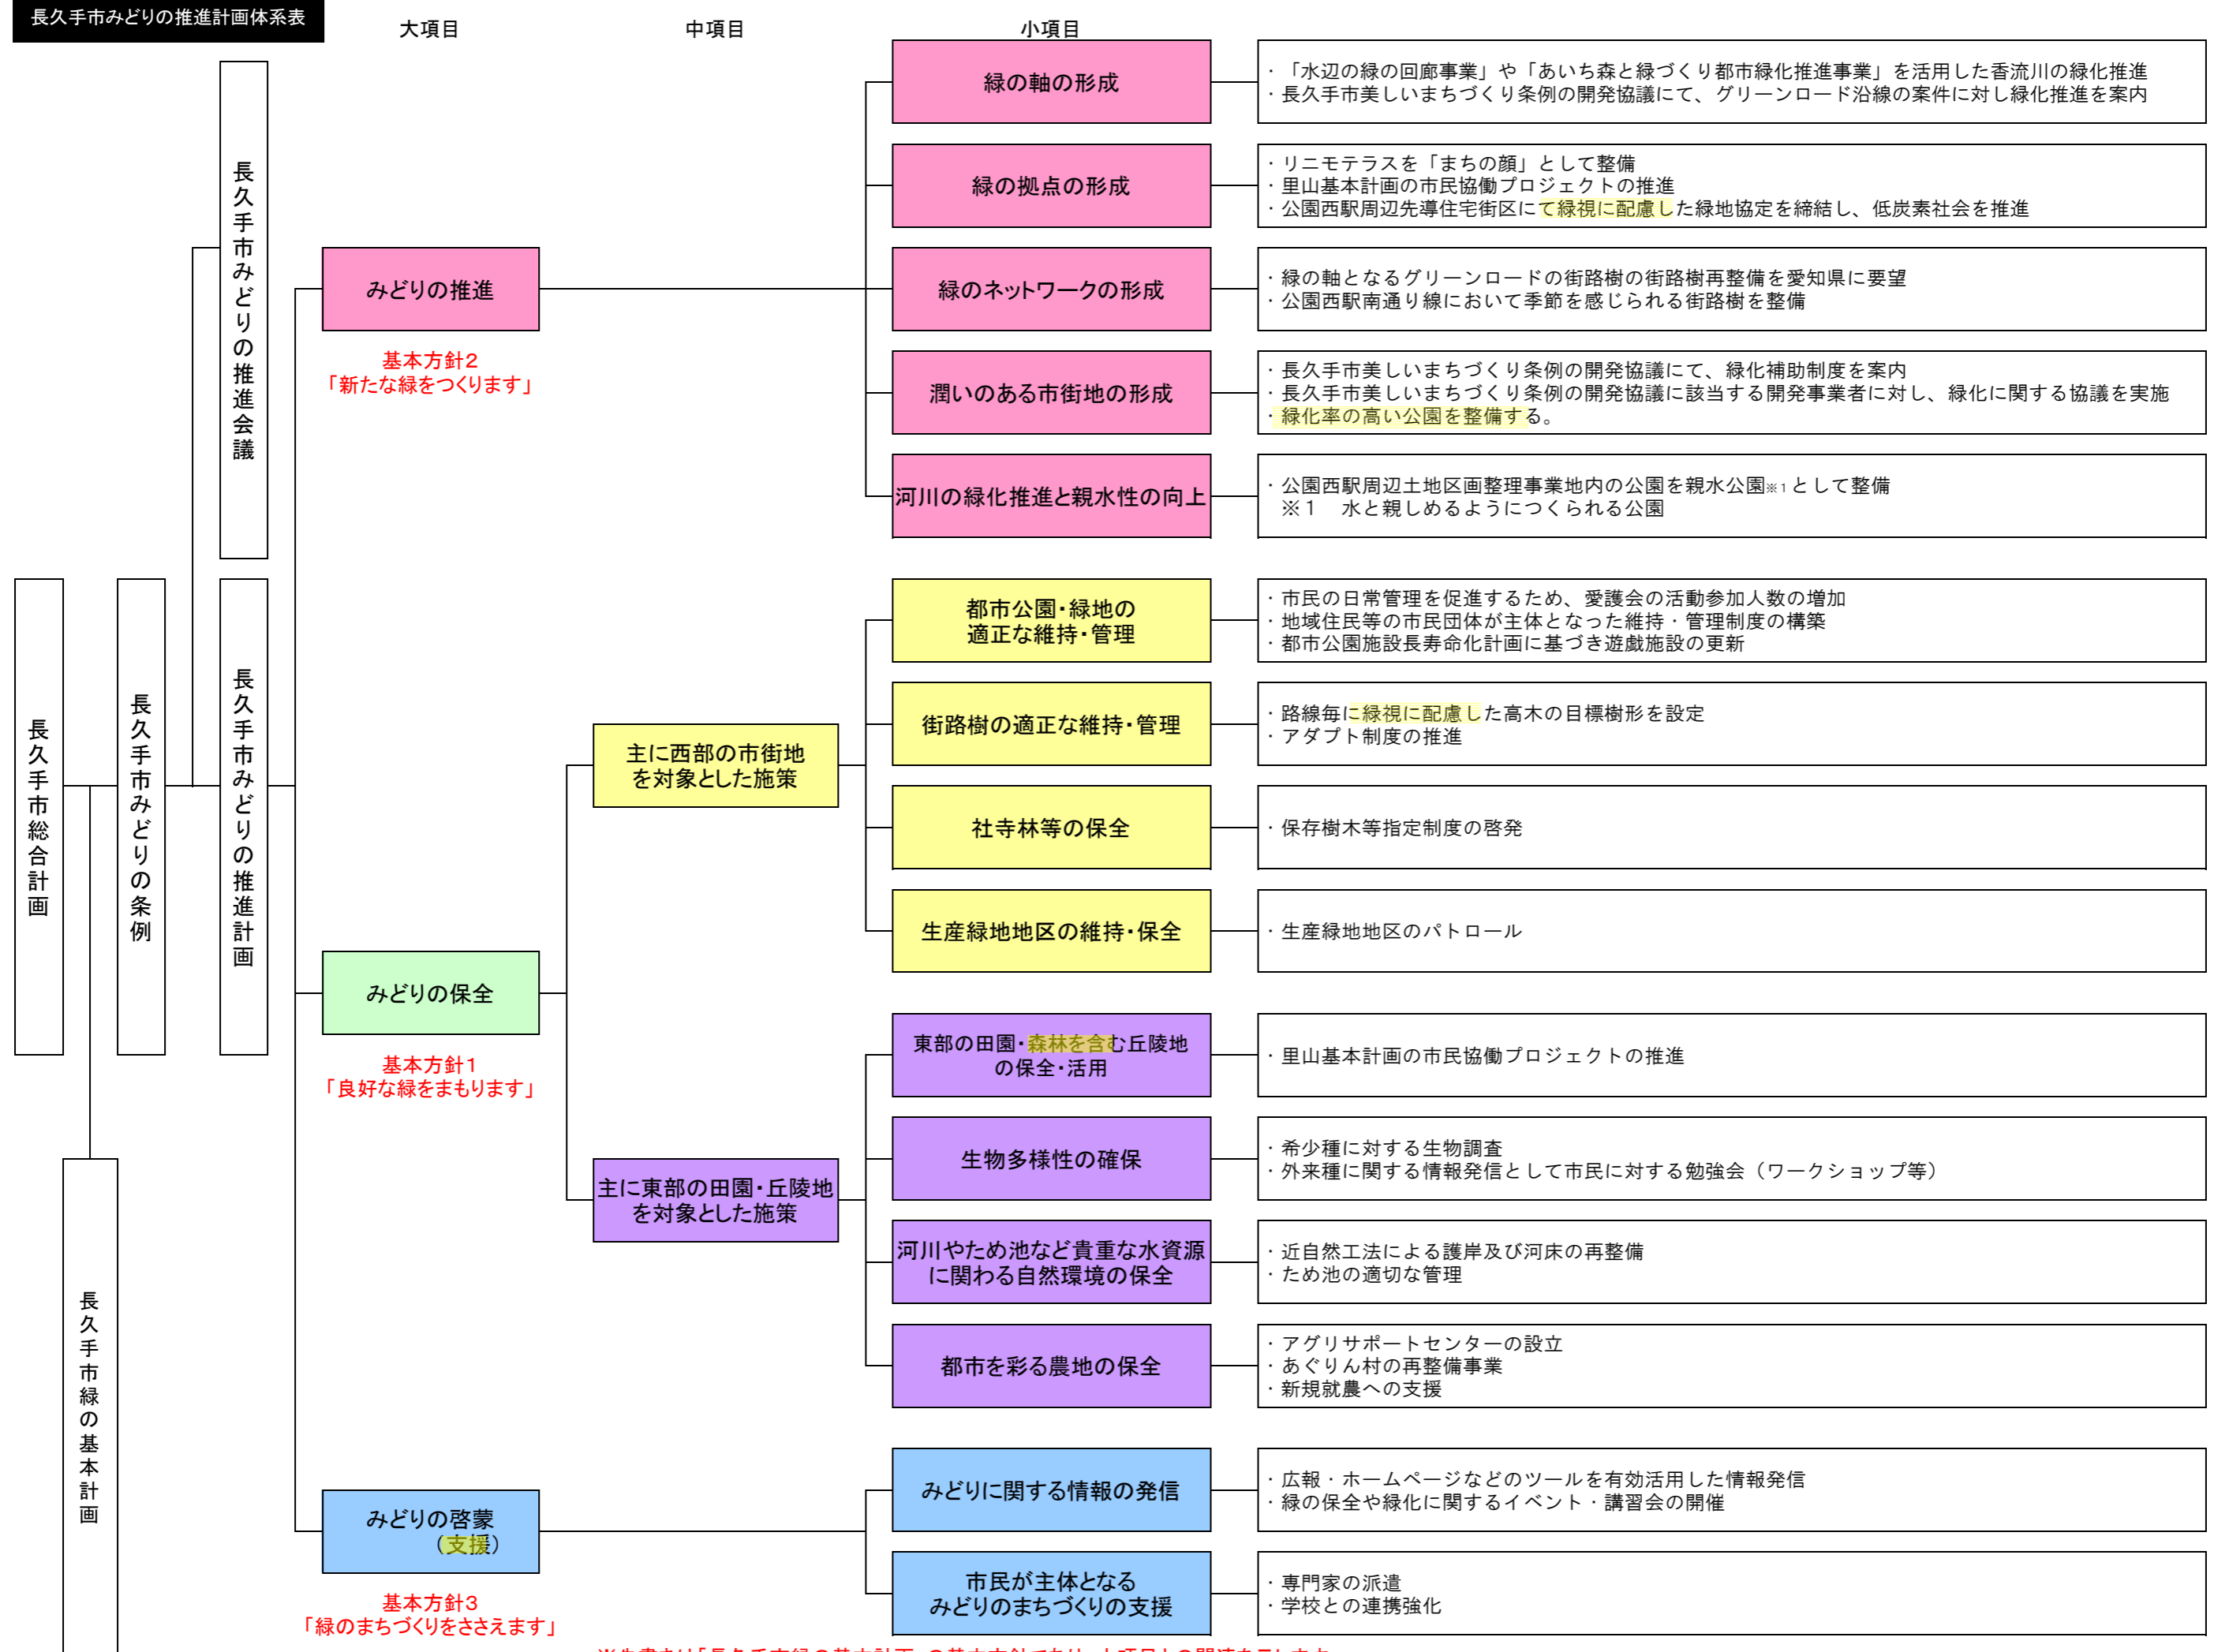 長久手市みどりの推進計画体系表
大項目
中項目
小項目
長久手市総合計画
長久手市緑の基本計画
長久手市みどりの条例
長久手市みどりの推進会議
長久手市みどりの推進計画
みどりの推進
基本方針2
「新たな緑をつくります」
緑の軸の形成
・「水辺の緑の回廊事業」や「あいち森と緑づくり都市緑化推進事業」を活用した香流川の緑化推進
・長久手市美しいまちづくり条例の開発協議にて、グリーンロード沿線の案件に対し緑化推進を案内
緑の拠点の形成
・リニモテラスを「まちの顔」として整備
・里山基本計画の市民協働プロジェクトの推進
・公園西駅周辺先導住宅街区にて緑視に配慮した緑地協定を締結し、低炭素社会を推進
緑のネットワークの形成
・緑の軸となるグリーンロードの街路樹の街路樹再整備を愛知県に要望
・公園西駅南通り線において季節を感じられる街路樹を整備
潤いのある市街地の形成
・長久手市美しいまちづくり条例の開発協議にて、緑化補助制度を案内
・長久手市美しいまちづくり条例の開発協議に該当する開発事業者に対し、緑化に関する協議を実施
・緑化率の高い公園を整備する。
河川の緑化推進と親水性の向上
・公園西駅周辺土地区画整理事業地内の公園を親水公園※1として整備
※1 水と親しめるようにつくられる公園
みどりの保全
基本方針1
「良好な緑をまもります」
主に西部の市街地
を対象とした施策
都市公園・緑地の
適正な維持・管理
・市民の日常管理を促進するため、愛護会の活動参加人数の増加
・地域住民等の市民団体が主体となった維持・管理制度の構築
・都市公園施設長寿命化計画に基づき遊戯施設の更新
街路樹の適正な維持・管理
・路線毎に緑視に配慮した高木の目標樹形を設定
・アダプト制度の推進
社寺林等の保全
・保存樹木等指定制度の啓発
生産緑地地区の維持・保全
・生産緑地地区のパトロール
主に東部の田園・丘陵地
を対象とした施策
東部の田園・森林を含む丘陵地
の保全・活用
・里山基本計画の市民協働プロジェクトの推進
生物多様性の確保
・希少種に対する生物調査
・外来種に関する情報発信として市民に対する勉強会（ワークショップ等）
河川やため池など貴重な水資源
に関わる自然環境の保全
・近自然工法による護岸及び河床の再整備
・ため池の適切な管理
都市を彩る農地の保全
・アグリサポートセンターの設立
・あぐりん村の再整備事業
・新規就農への支援
みどりの啓蒙
（支援）
基本方針3
「緑のまちづくりをささえます」
みどりに関する情報の発信
・広報・ホームページなどのツールを有効活用した情報発信
・緑の保全や緑化に関するイベント・講習会の開催
市民が主体となる
みどりのまちづくりの支援
・専門家の派遣
・学校との連携強化